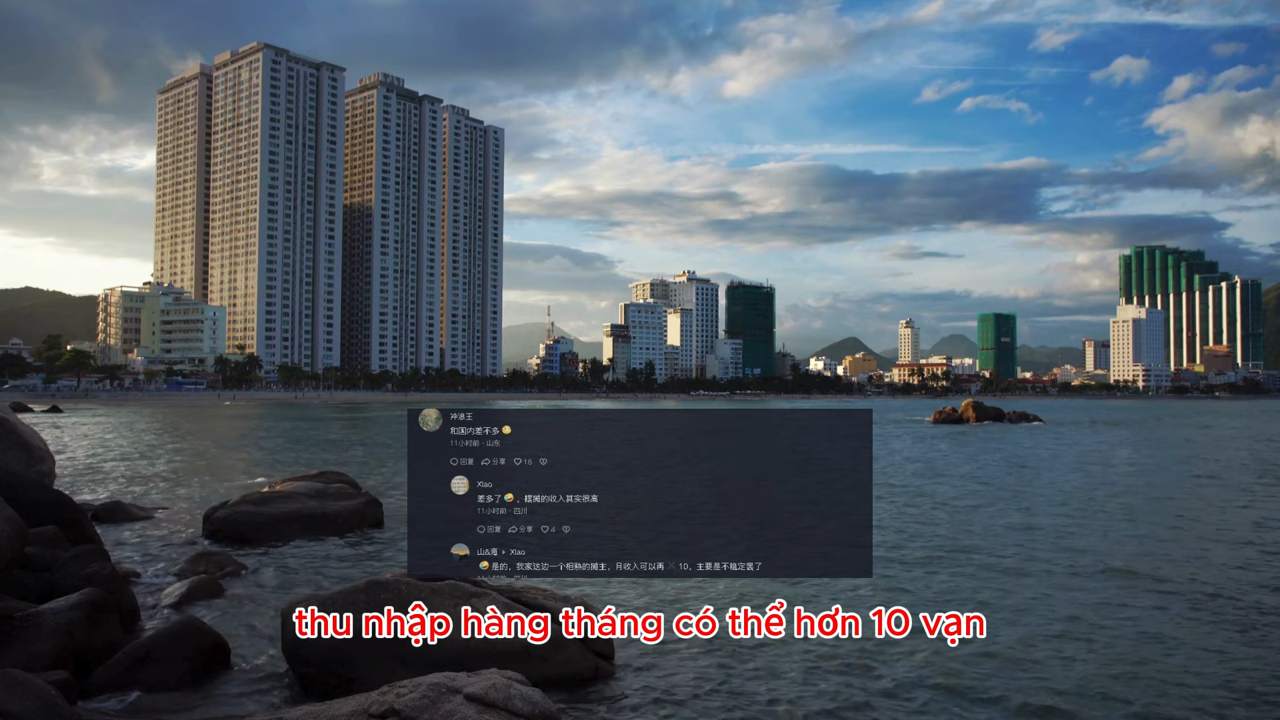 冲浪王
和国内差不多
11小时前 · 山东
回复 分享 16
Xiao
差多了 ，摆摊的收入其实很高
11小时前 · 四川
回复 分享 4
山&海 ▸ Xiao
是的，我家这边一个相熟的摊主，月收入可以再 × 10，主要是不稳定罢了
thu nhập hàng tháng có thể hơn 10 vạn